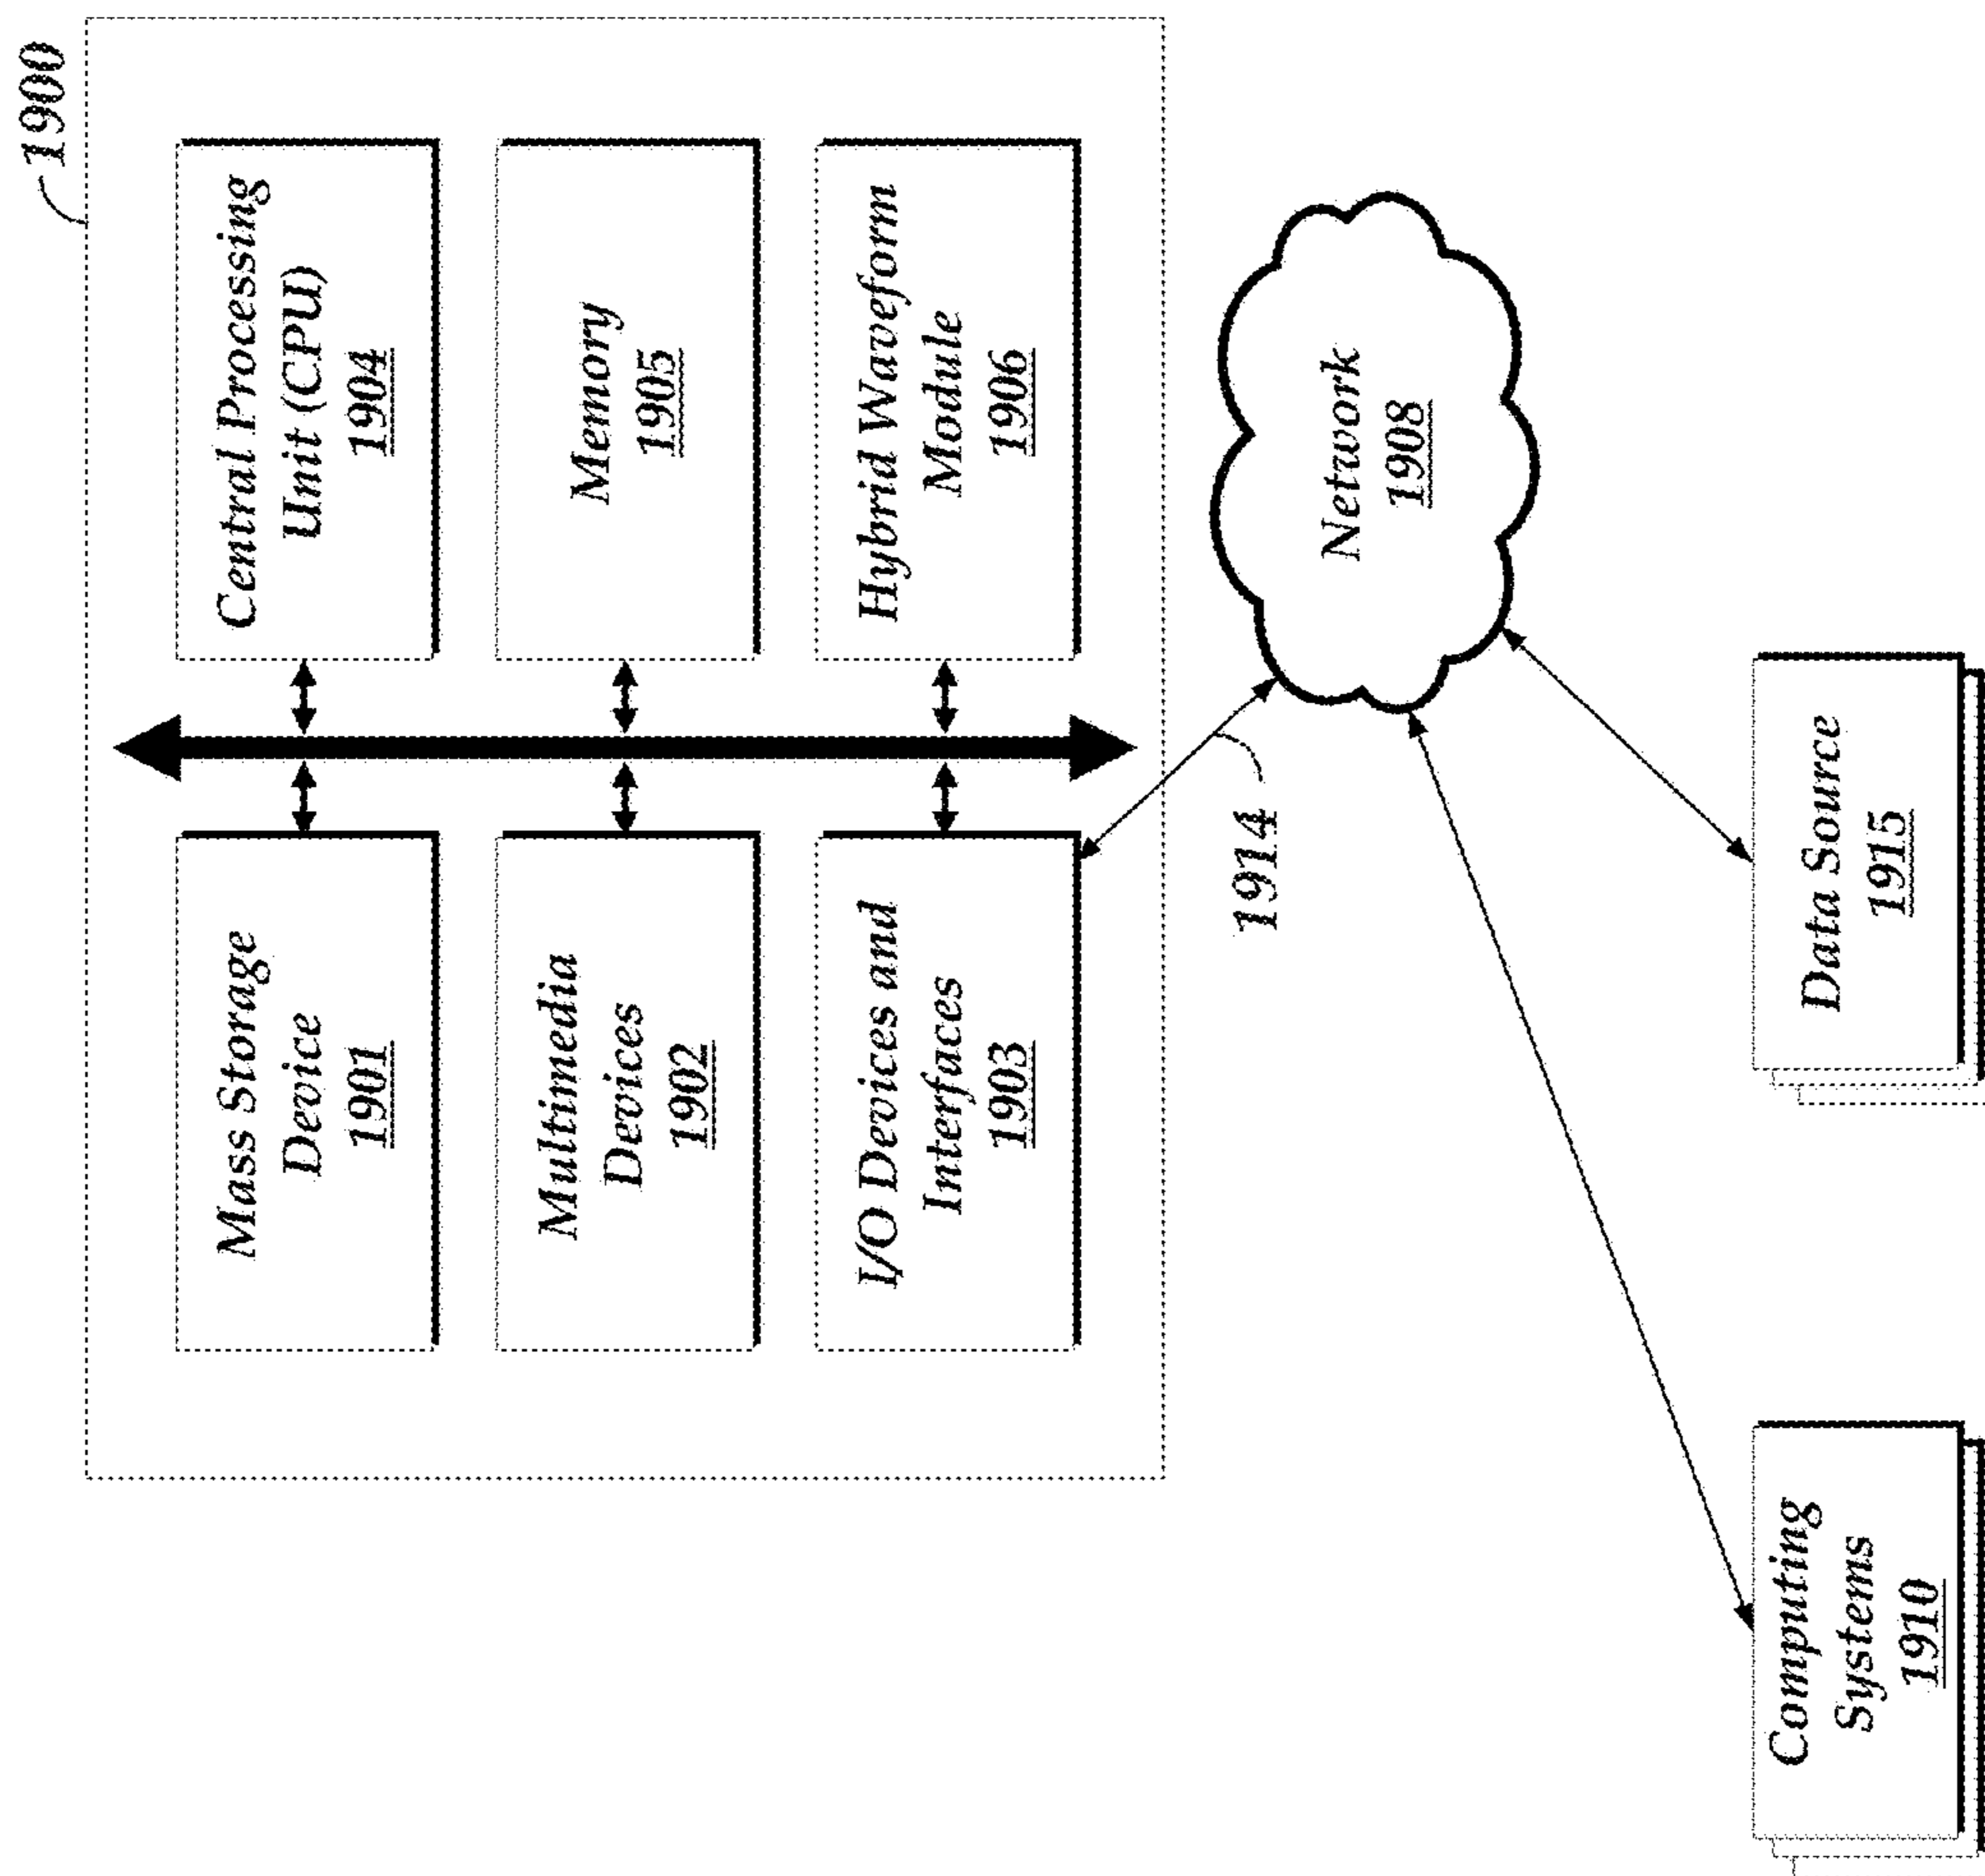 1900
Mass Storage
Device
1901
Central Processing
Unit (CPU)
1904
Multimedia
Devices
1902
Memory
1905
I/O Devices and
Interfaces
1903
Hybrid Waveform
Module
1906
1914
Network
1908
Computing
Systems
1910
Data Source
1915